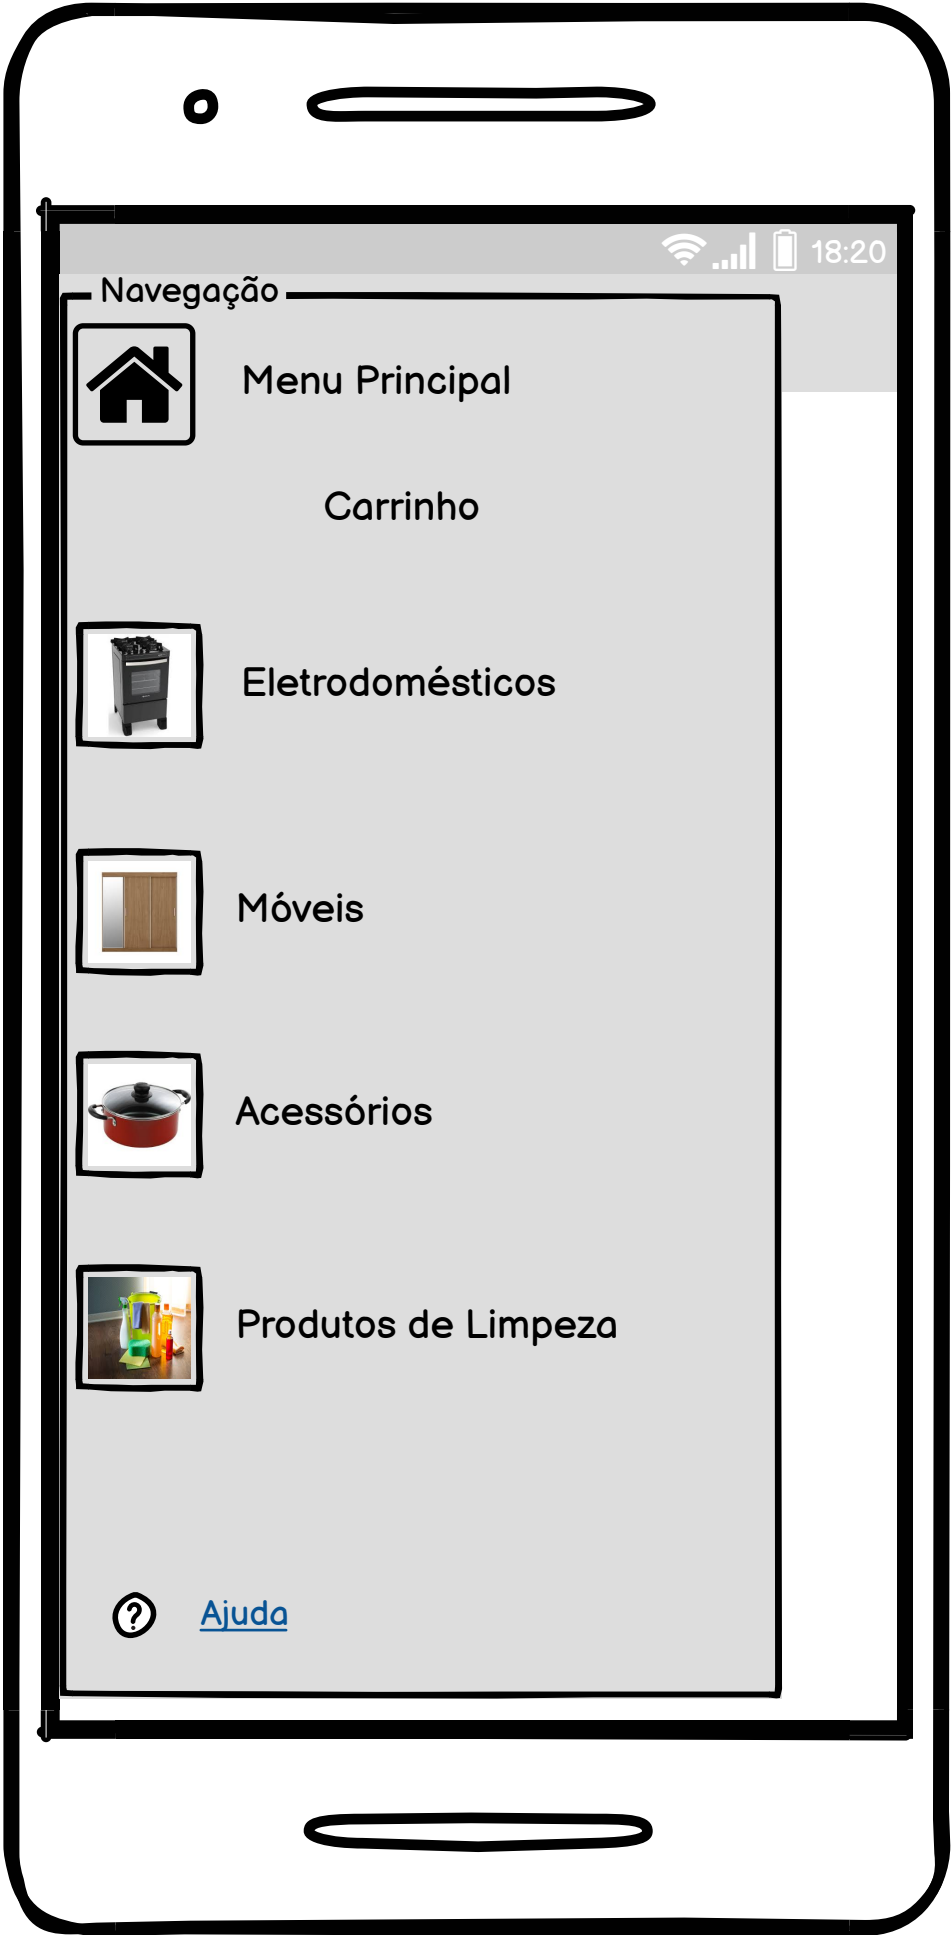 18:20
Navegação
Menu Principal
Carrinho
Eletrodomésticos
Móveis
Acessórios
Produtos de Limpeza
? Ajuda